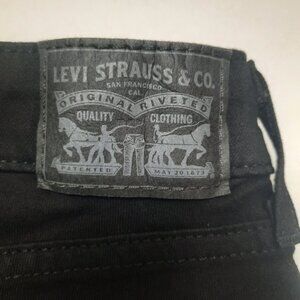 LEVI STRAUSS & CO.
SAN FRANCISCO
CAL.
ORIGINAL RIVETED
QUALITY CLOTHING
PATENTED MAY 20 1873